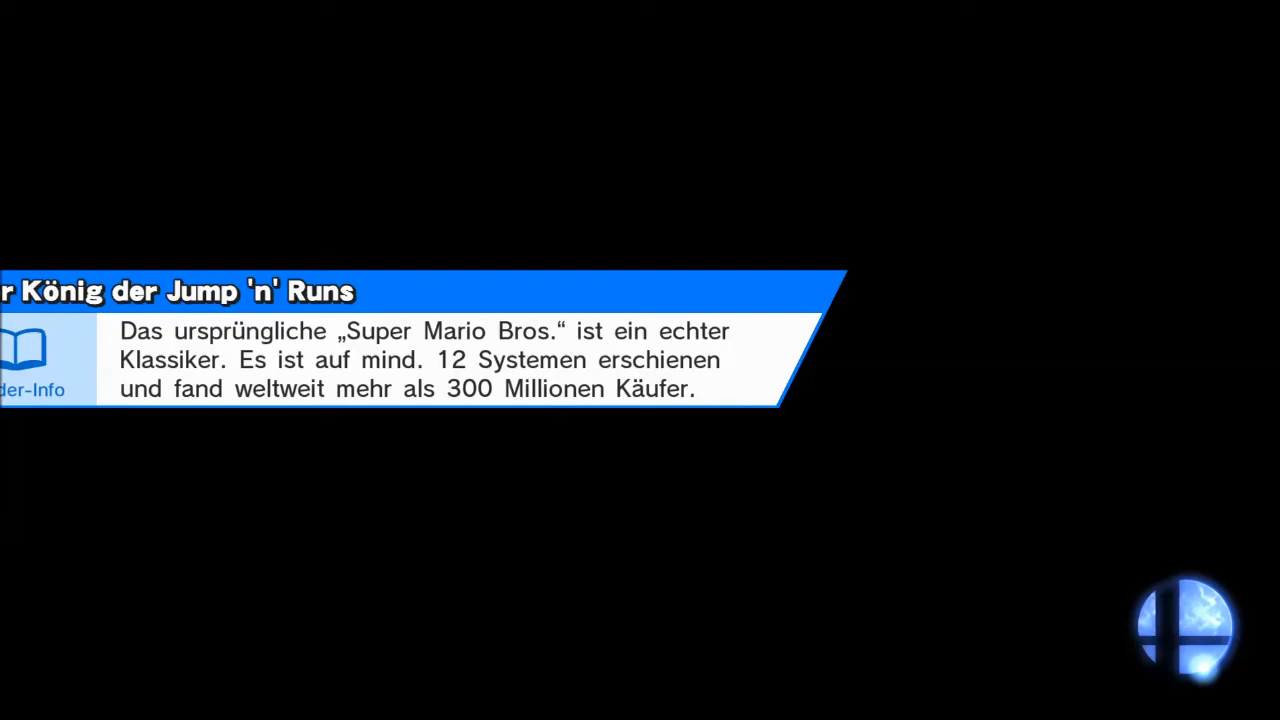 r König der Jump 'n' Runs
Das ursprüngliche „Super Mario Bros.“ ist ein echter
Klassiker. Es ist auf mind. 12 Systemen erschienen
der-Info
und fand weltweit mehr als 300 Millionen Käufer.